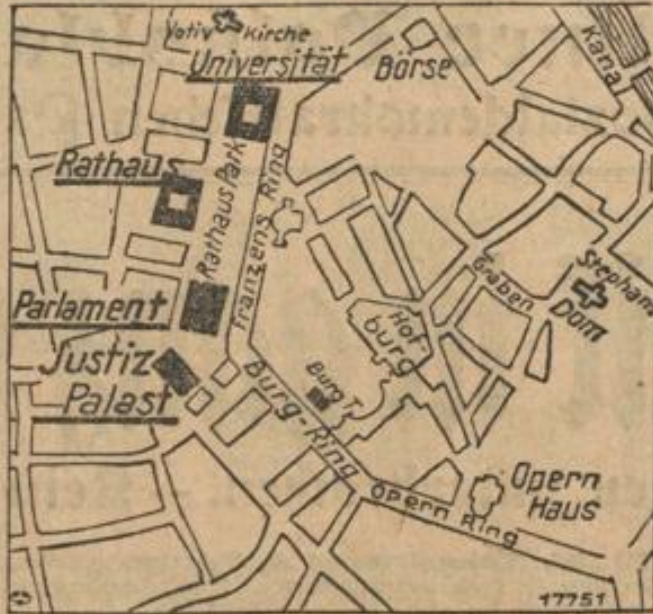 Votiv Kirche
Universität
Börse
Kanal
Rathaus
Rathaus Park
Franzens Ring
Graben
Stephans
Dom
Parlament
Hof
burg
Justiz
Palast
Burg T.
Burg-Ring
Opern
Haus
Opern Ring
17751